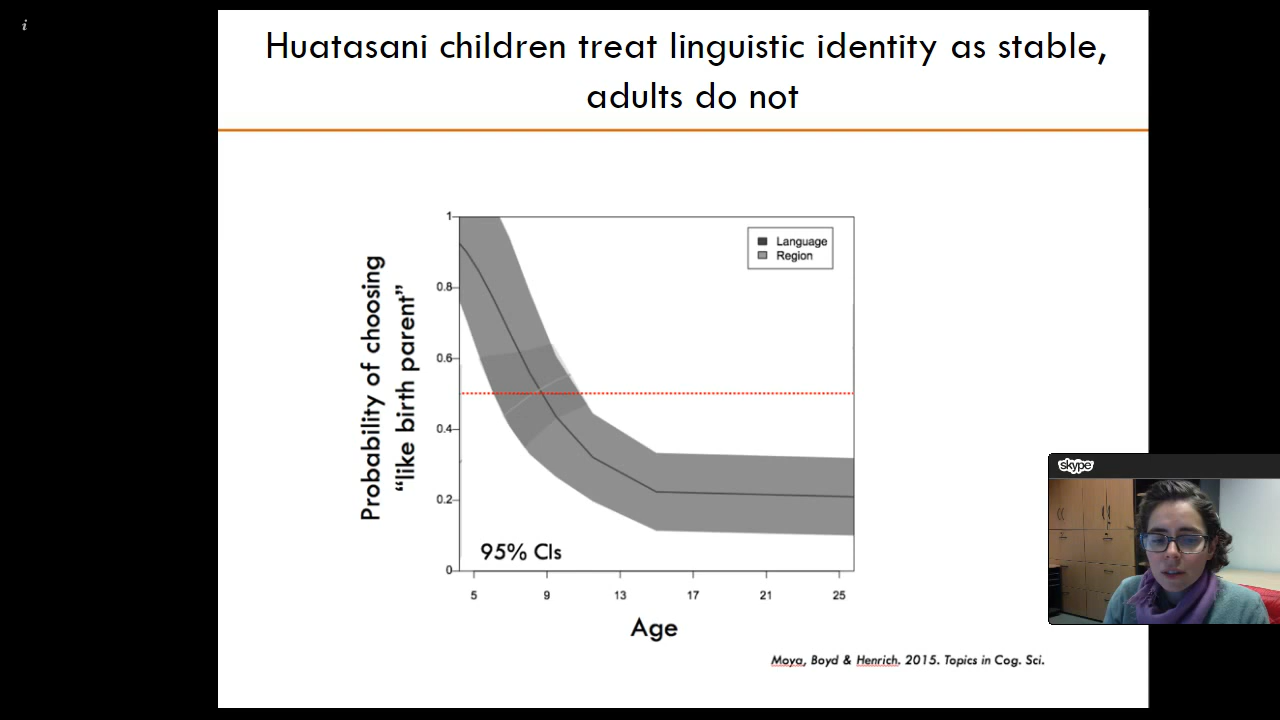 i
Huatasani children treat linguistic identity as stable,
adults do not
Probability of choosing
“like birth parent”
1
0.8
0.6
0.4
0.2
0
Language
Region
95% CIs
5 9 13 17 21 25
Age
Moya, Boyd & Henrich. 2015. Topics in Cog. Sci.
skype